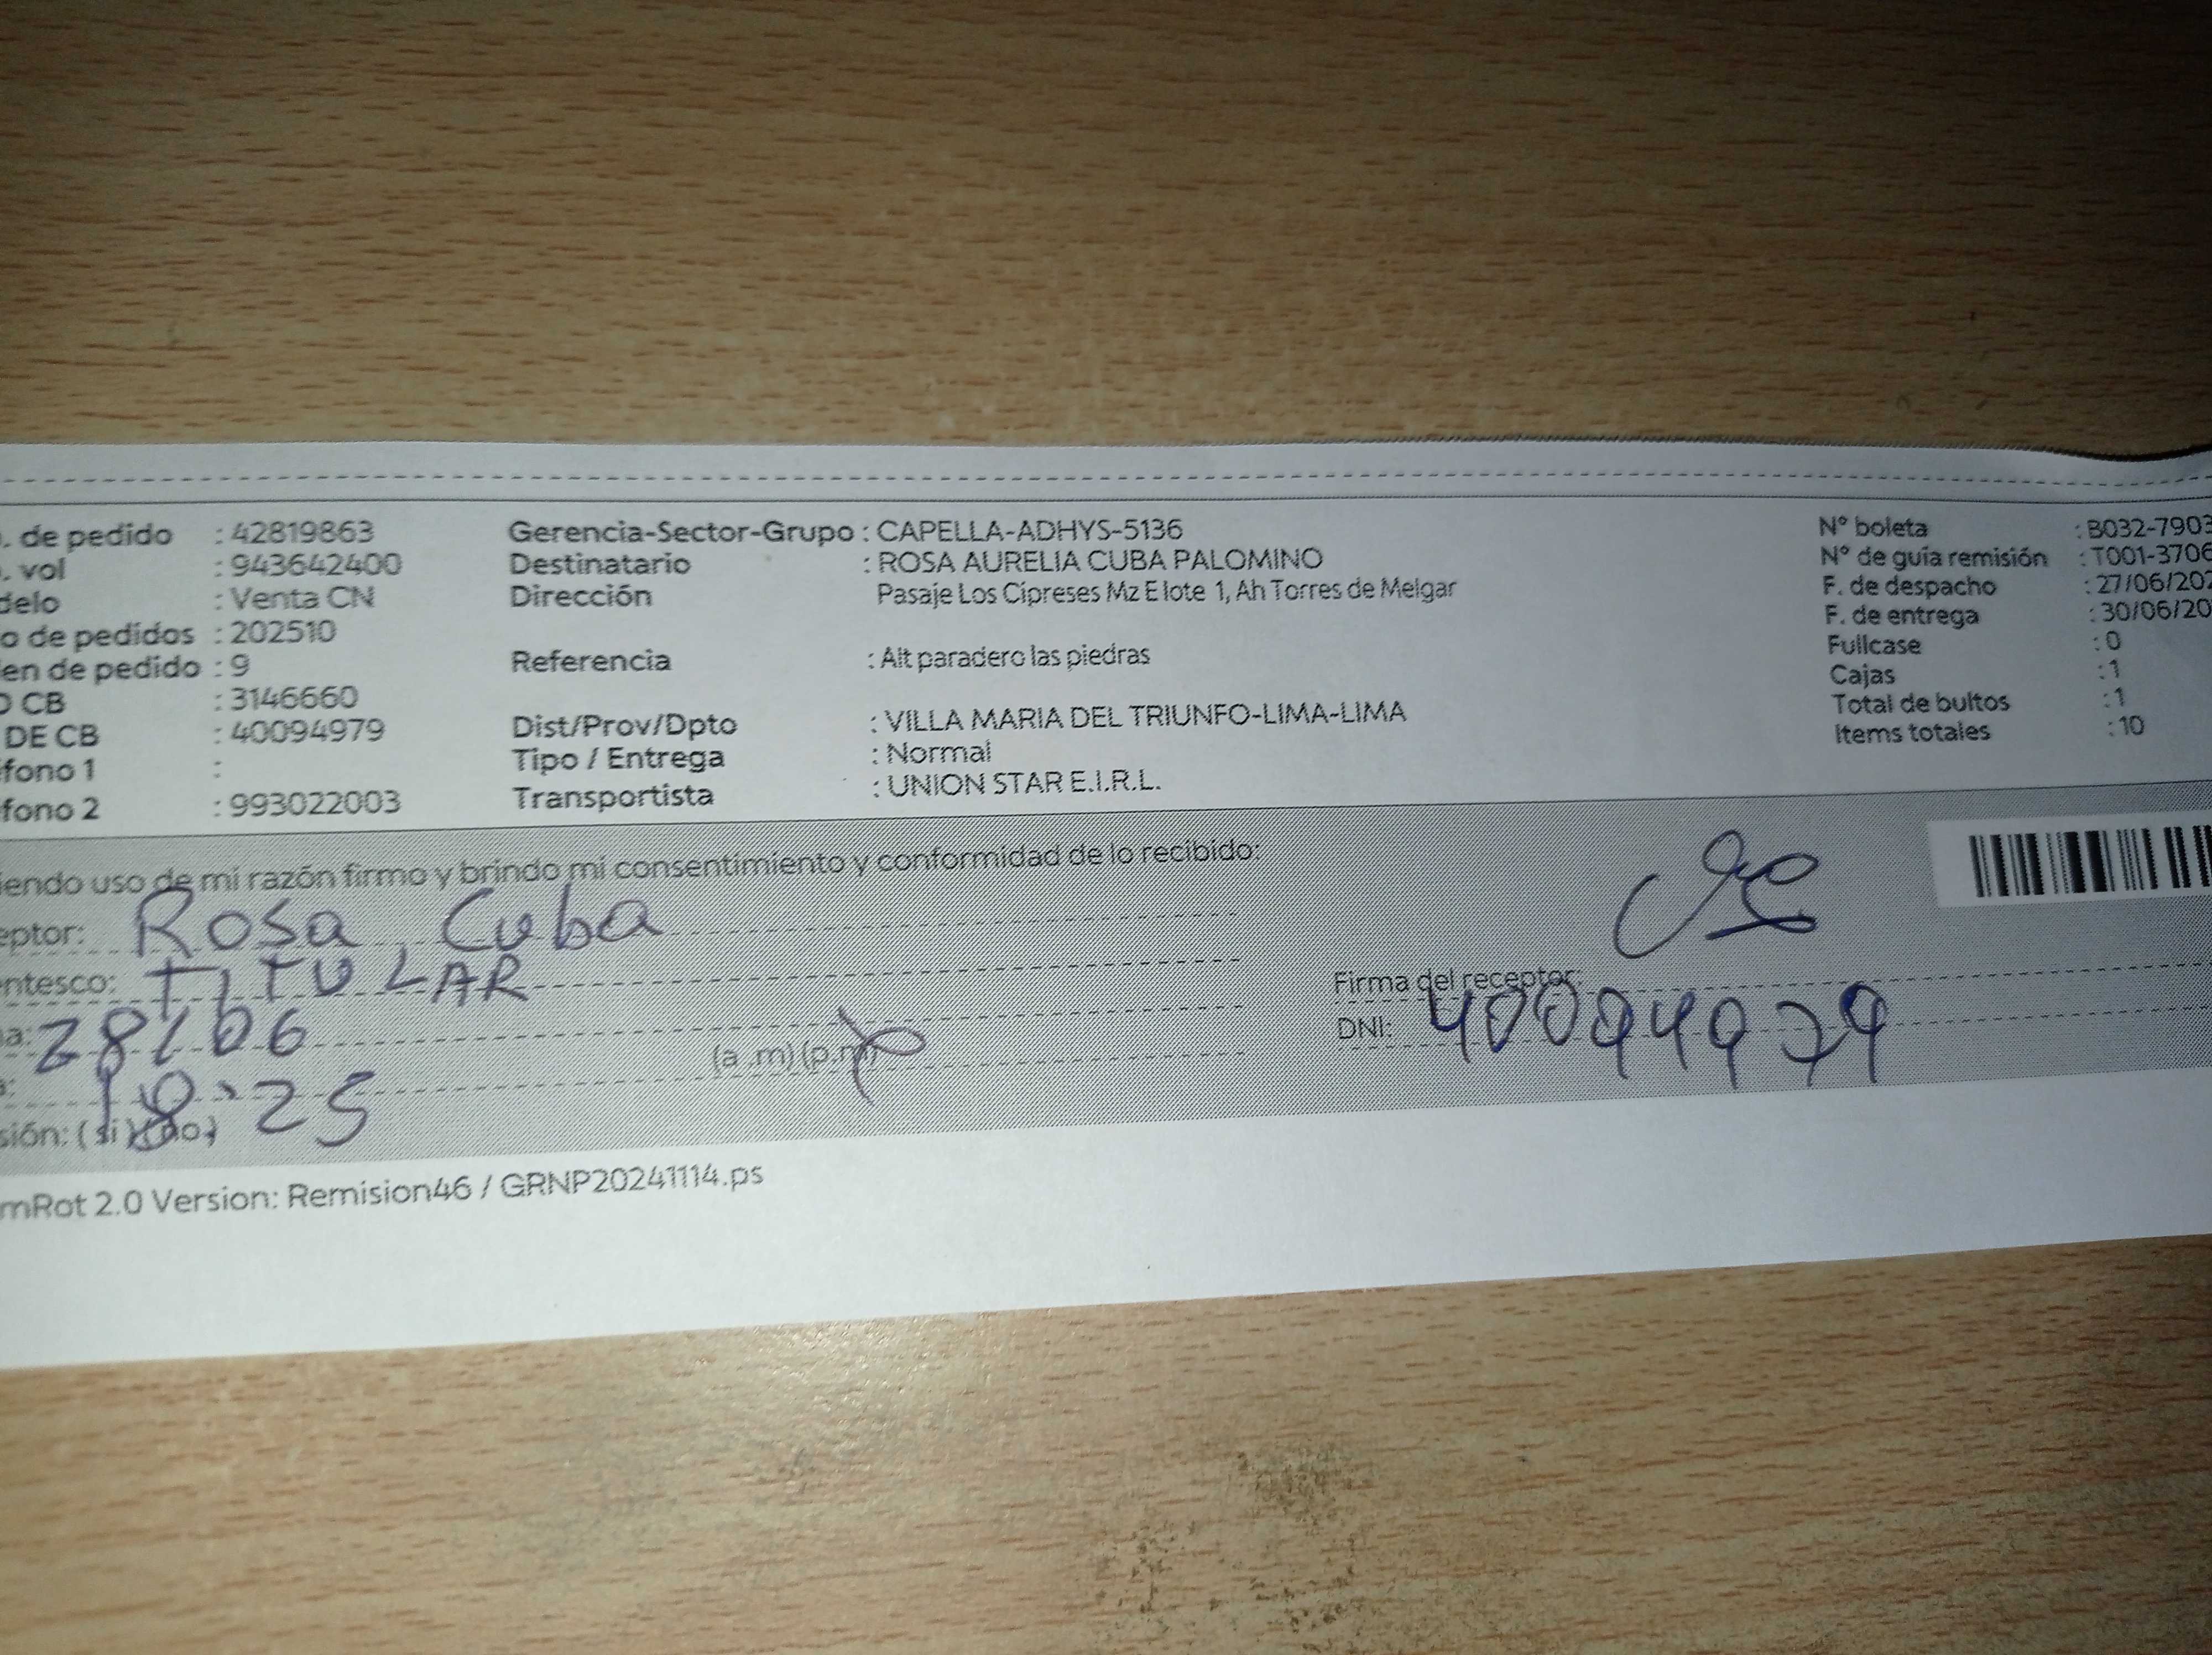 . de pedido : 42819863 Gerencia-Sector-Grupo : CAPELLA-ADHYS-5136 N° boleta : B032-7903
. vol : 943642400 Destinatario : ROSA AURELIA CUBA PALOMINO N° de guía remisión : T001-3706
delo : Venta CN Dirección Pasaje Los Cipreses Mz E lote 1, Ah Torres de Melgar F. de despacho : 27/06/202
o de pedidos : 202510 F. de entrega : 30/06/20
en de pedido : 9 Referencia : Alt paradero las piedras Fullcase : 0
O CB : 3146660 Cajas : 1
DE CB : 40094979 Dist/Prov/Dpto : VILLA MARIA DEL TRIUNFO-LIMA-LIMA Total de bultos : 1
fono 1 : Tipo / Entrega : Normal Items totales : 10
fono 2 : 993022003 Transportista : UNION STAR E.I.R.L.
iendo uso de mi razón firmo y brindo mi consentimiento y conformidad de lo recibido:
eptor: Rosa Cuba
ntesco: TITULAR Firma del receptor:
a: 28/06 DNI: 40094979
a: 18:25 (a .m) (p.m)
sión: ( si ) (no)
mRot 2.0 Version: Remision46 / GRNP20241114.ps